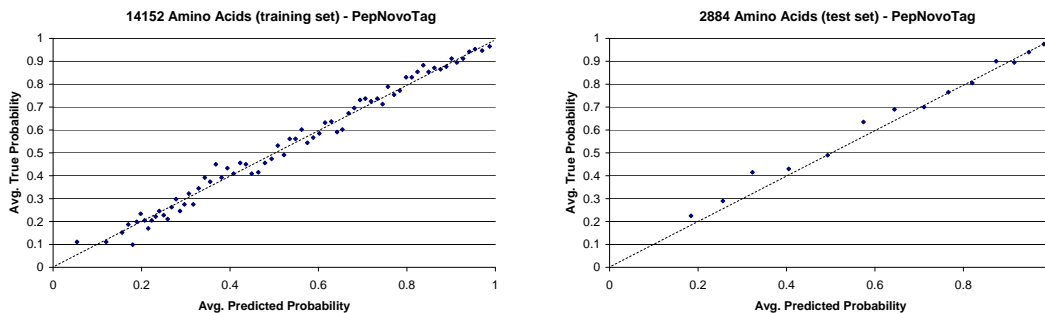 14152 Amino Acids (training set) - PepNovoTag
1
0.9
0.8
0.7
0.6
0.5
0.4
0.3
0.2
0.1
0
0 0.2 0.4 0.6 0.8 1
Avg. True Probability
Avg. Predicted Probability
2884 Amino Acids (test set) - PepNovoTag
1
0.9
0.8
0.7
0.6
0.5
0.4
0.3
0.2
0.1
0
0 0.2 0.4 0.6 0.8
Avg. True Probability
Avg. Predicted Probability